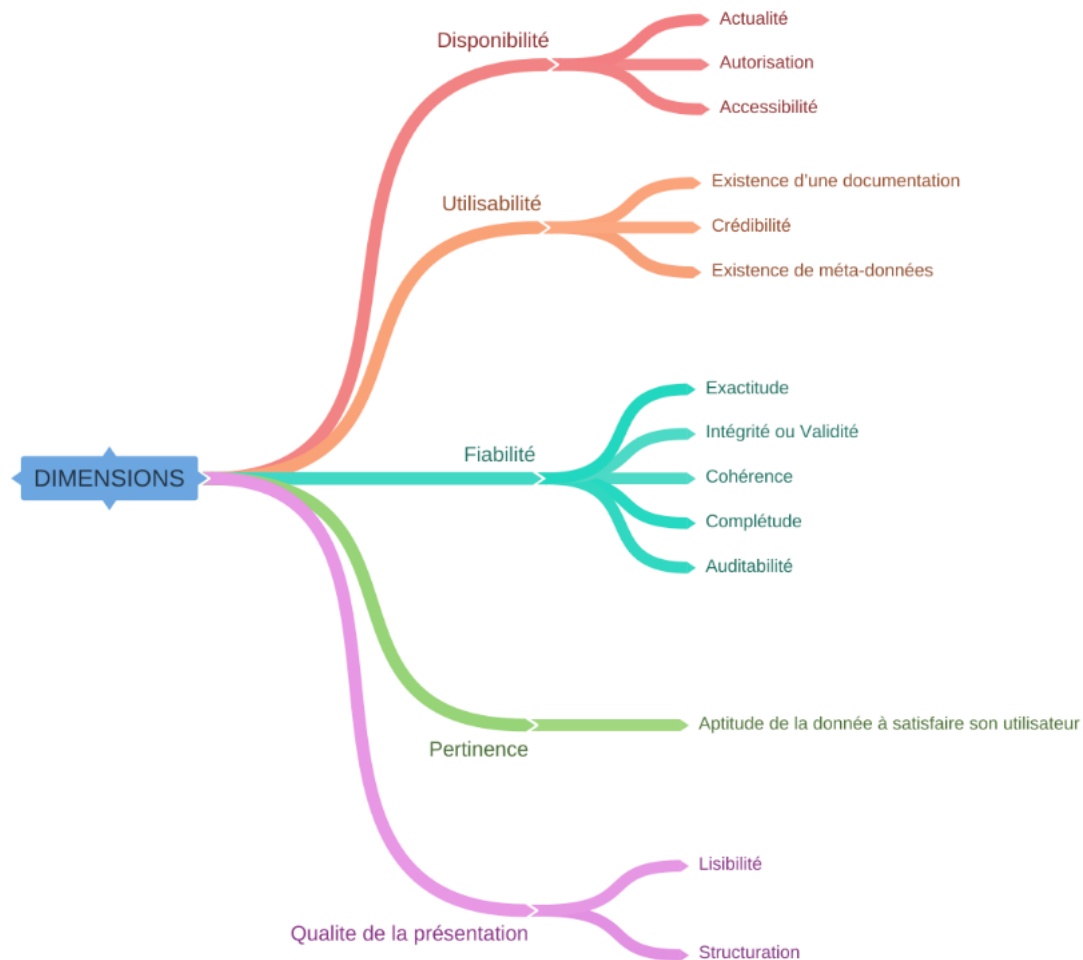 DIMENSIONS
Disponibilité
Actualité
Autorisation
Accessibilité
Utilisabilité
Existence d'une documentation
Crédibilité
Existence de méta-données
Fiabilité
Exactitude
Intégrité ou Validité
Cohérence
Complétude
Auditabilité
Pertinence
Aptitude de la donnée à satisfaire son utilisateur
Qualite de la présentation
Lisibilité
Structuration